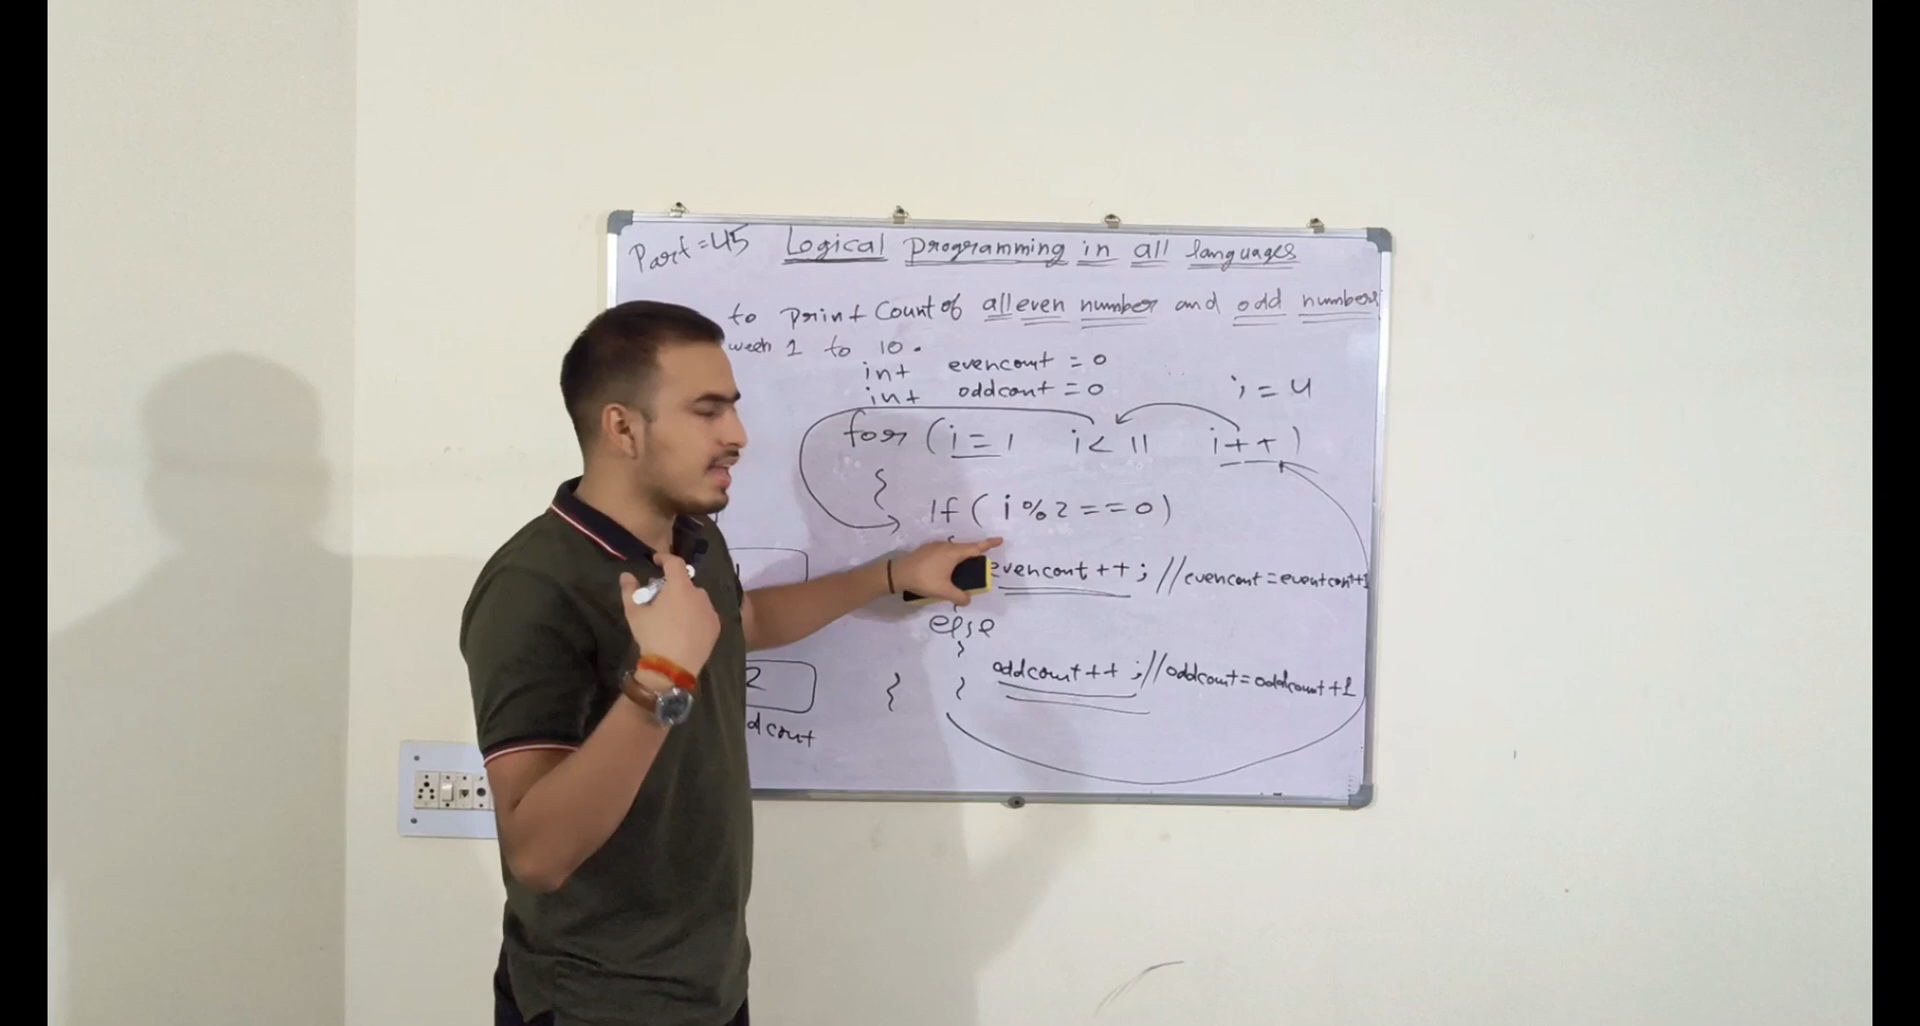 Part=45 Logical programming in all languages
to Print Count of all even number and odd numbers
ween 1 to 10.
int evencount = 0
int oddcount = 0
i = 4
for (i = 1 i < 11 i++)
{
If ( i % 2 == 0)
evencount ++ ; //evencount = eventcount+1
else
}
oddcount ++ ; //oddcount = oddcount +1
} }
2
dcount